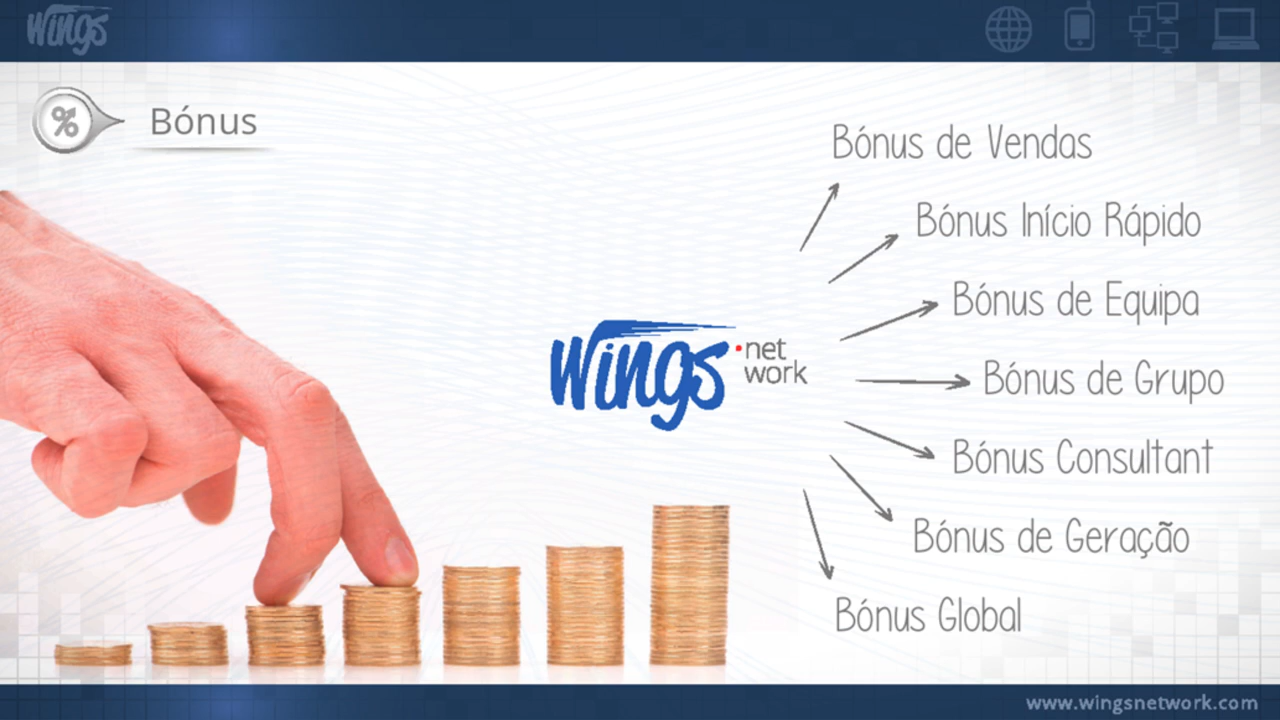 Wings
%
Bónus
Bónus de Vendas
Bónus Início Rápido
Bónus de Equipa
Wings net
work
Bónus de Grupo
Bónus Consultant
Bónus de Geração
Bónus Global
www.wingsnetwork.com